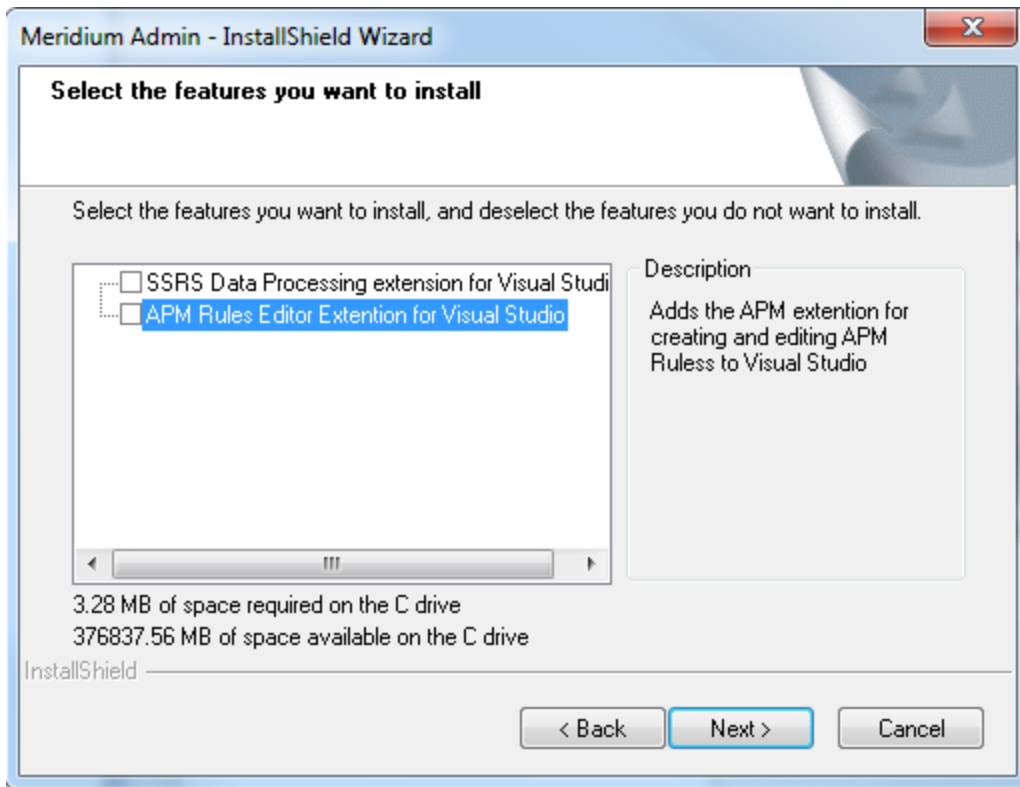 Meridium Admin - InstallShield Wizard
Select the features you want to install
Select the features you want to install, and deselect the features you do not want to install.
SSRS Data Processing extension for Visual Studi
APM Rules Editor Extention for Visual Studio
Description
Adds the APM extention for
creating and editing APM
Ruless to Visual Studio
3.28 MB of space required on the C drive
376837.56 MB of space available on the C drive
InstallShield
< Back
Next >
Cancel